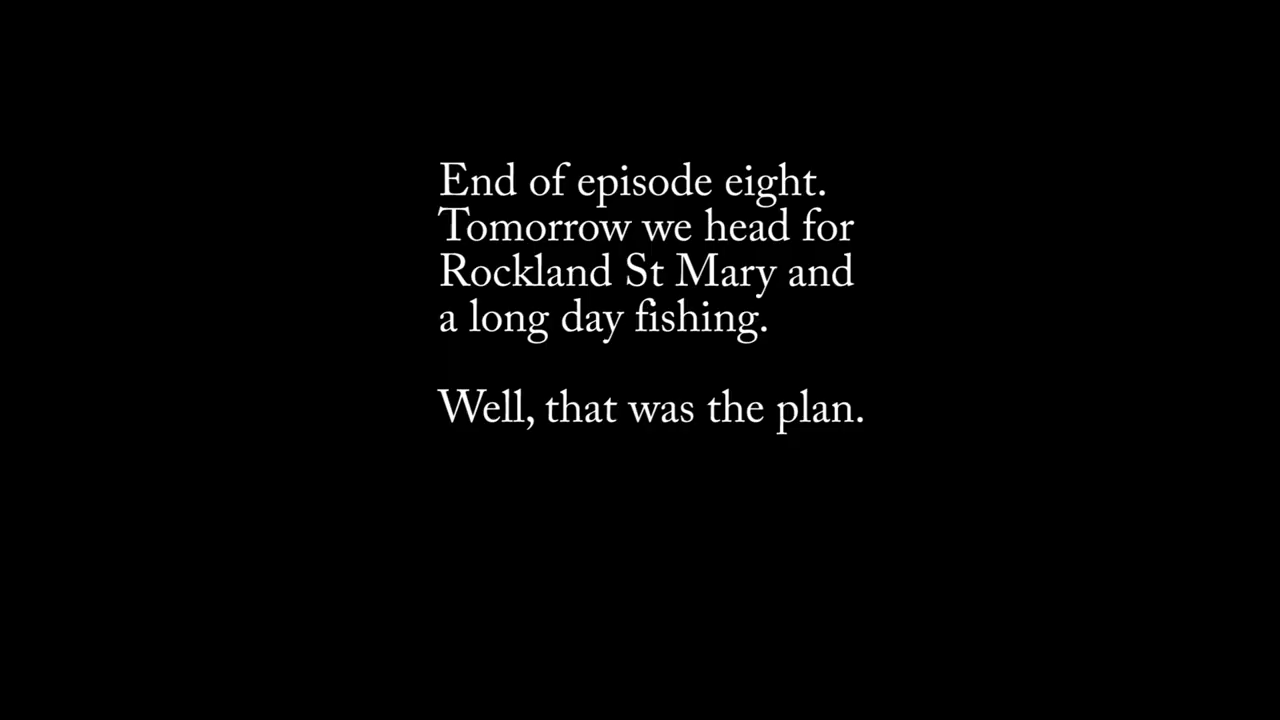 End of episode eight.
Tomorrow we head for
Rockland St Mary and
a long day fishing.
Well, that was the plan.